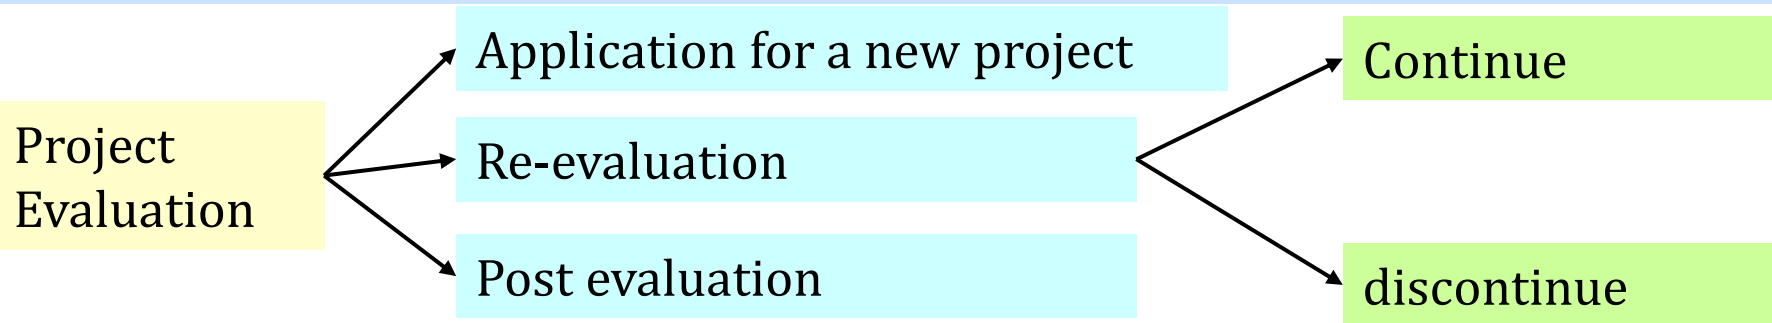 Project
Evaluation
Application for a new project
Re-evaluation
Post evaluation
Continue
discontinue